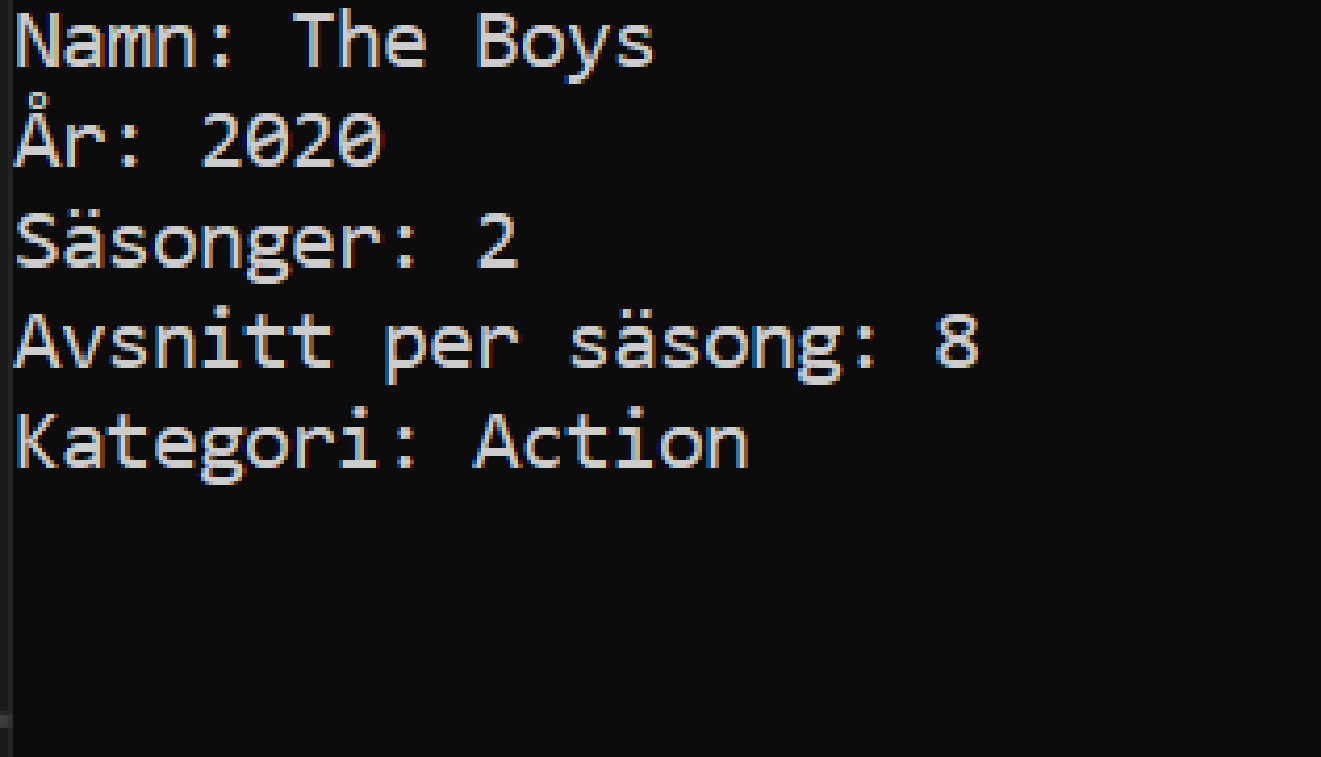 Namn: The Boys
År: 2020
Säsonger: 2
Avsnitt per säsong: 8
Kategori: Action